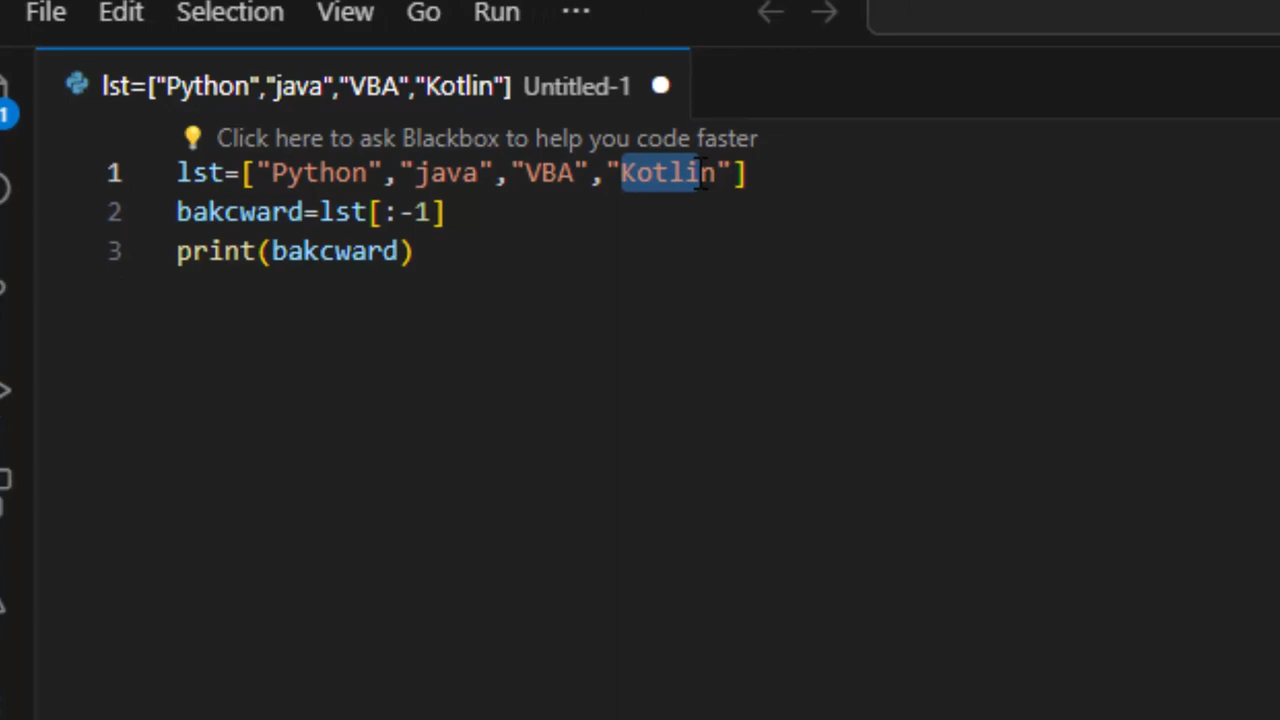 File Edit Selection View Go Run ...
lst=["Python","java","VBA","Kotlin"] Untitled-1
1
Click here to ask Blackbox to help you code faster
1 lst=["Python","java","VBA","Kotlin"]
2 bakcward=lst[:-1]
3 print(bakcward)